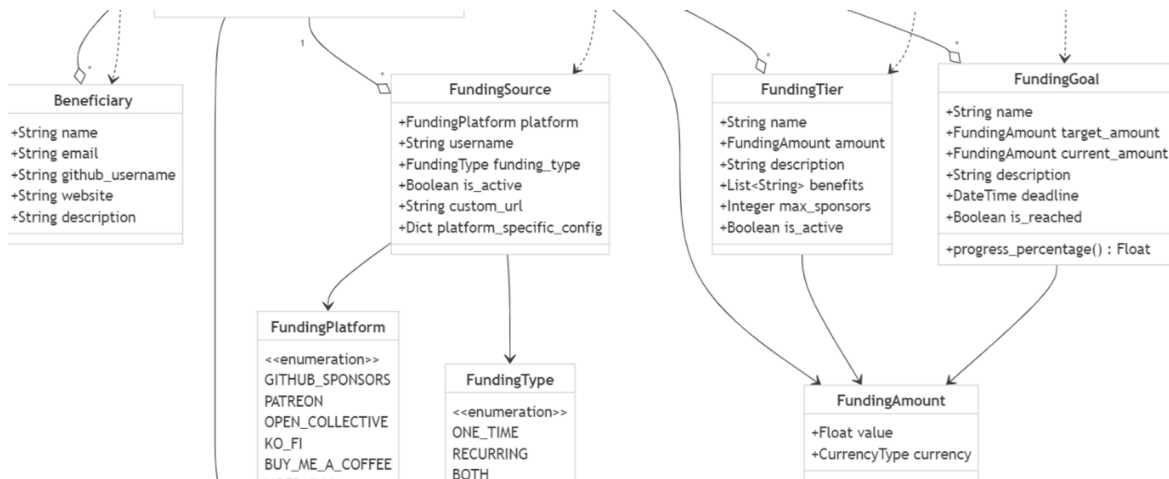 1
*
*
*
*
Beneficiary
+String name
+String email
+String github_username
+String website
+String description
FundingSource
+FundingPlatform platform
+String username
+FundingType funding_type
+Boolean is_active
+String custom_url
+Dict platform_specific_config
FundingTier
+String name
+FundingAmount amount
+String description
+List<String> benefits
+Integer max_sponsors
+Boolean is_active
FundingGoal
+String name
+FundingAmount target_amount
+FundingAmount current_amount
+String description
+DateTime deadline
+Boolean is_reached
+progress_percentage() : Float
FundingPlatform
<<enumeration>>
GITHUB_SPONSORS
PATREON
OPEN_COLLECTIVE
KO_FI
BUY_ME_A_COFFEE
FundingType
<<enumeration>>
ONE_TIME
RECURRING
BOTH
FundingAmount
+Float value
+CurrencyType currency